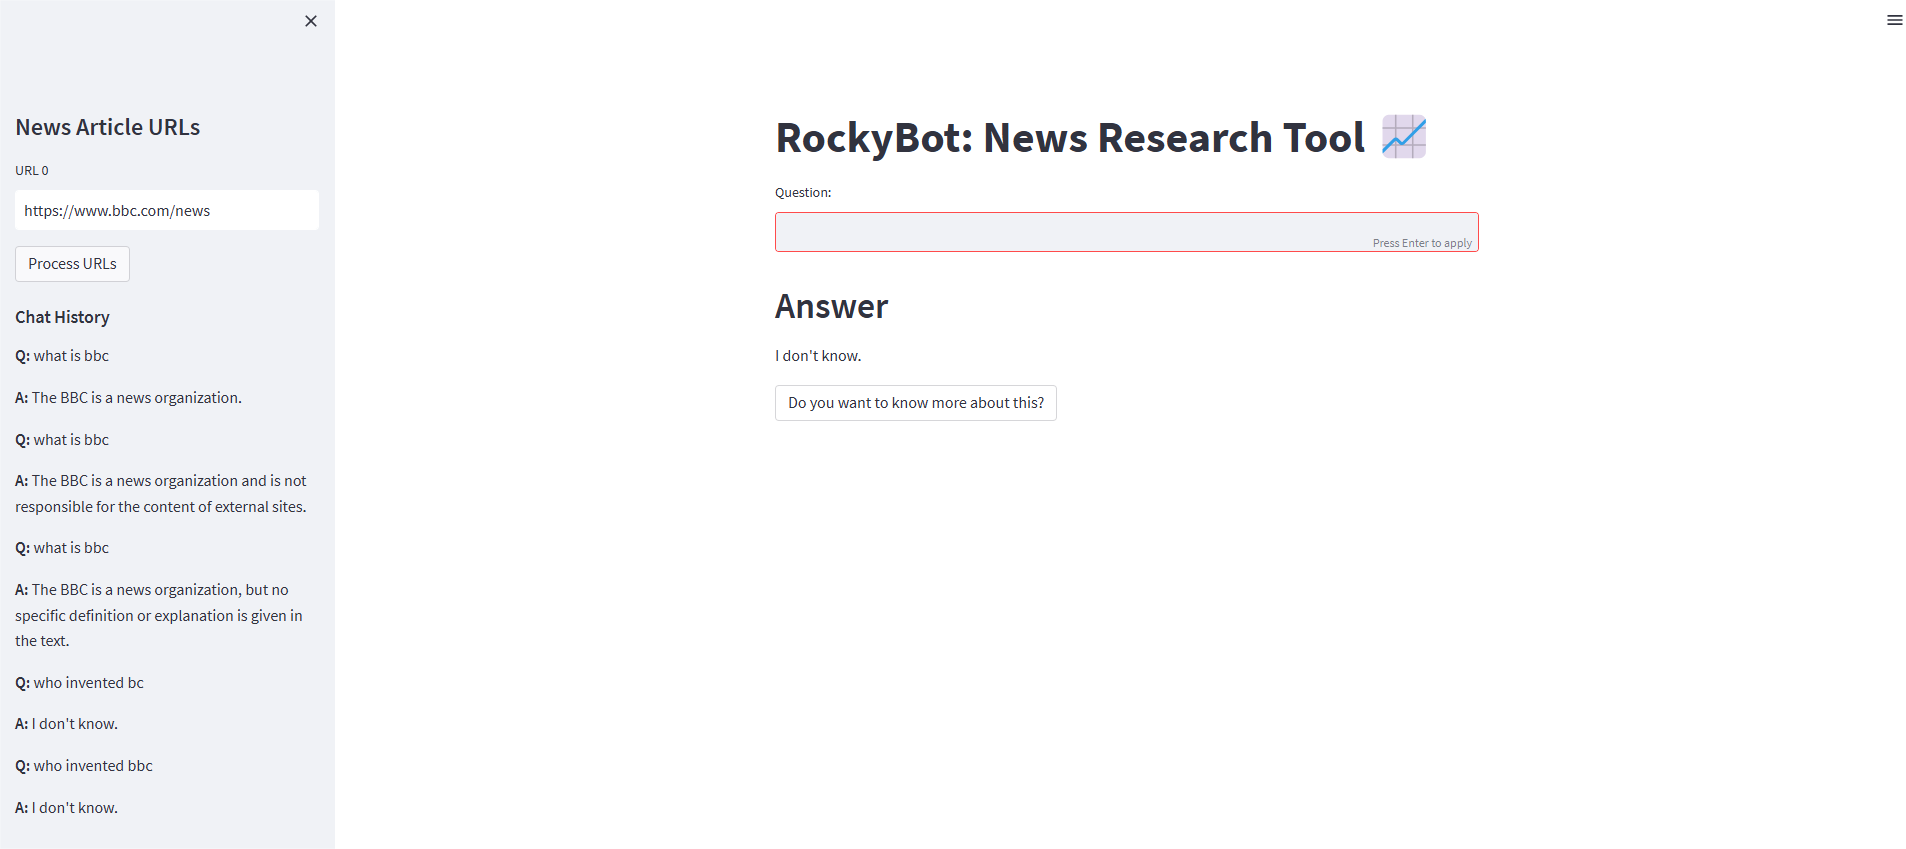 News Article URLs
URL 0
https://www.bbc.com/news
Process URLs
Chat History
Q: what is bbc
A: The BBC is a news organization.
Q: what is bbc
A: The BBC is a news organization and is not
responsible for the content of external sites.
Q: what is bbc
A: The BBC is a news organization, but no
specific definition or explanation is given in
the text.
Q: who invented bc
A: I don't know.
Q: who invented bbc
A: I don't know.
RockyBot: News Research Tool
Question:
Press Enter to apply
Answer
I don't know.
Do you want to know more about this?